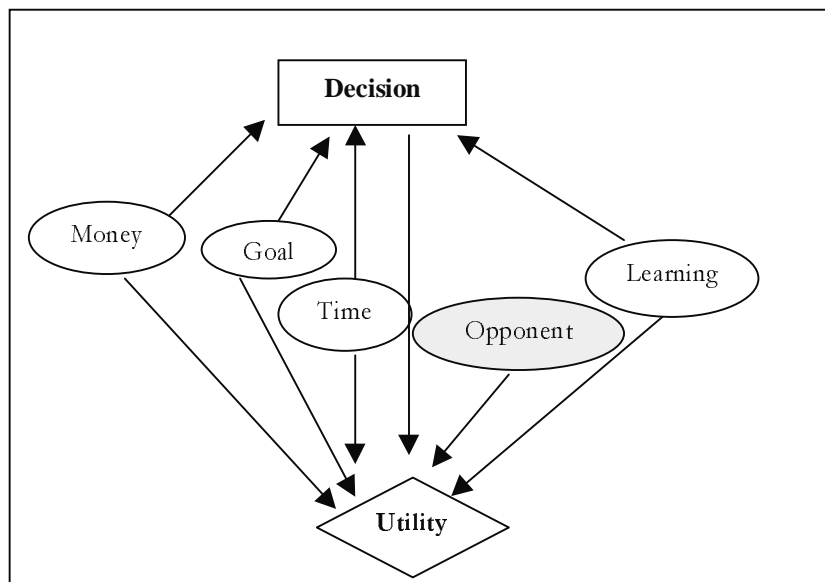 Decision
Money
Goal
Learning
Time
Opponent
Utility